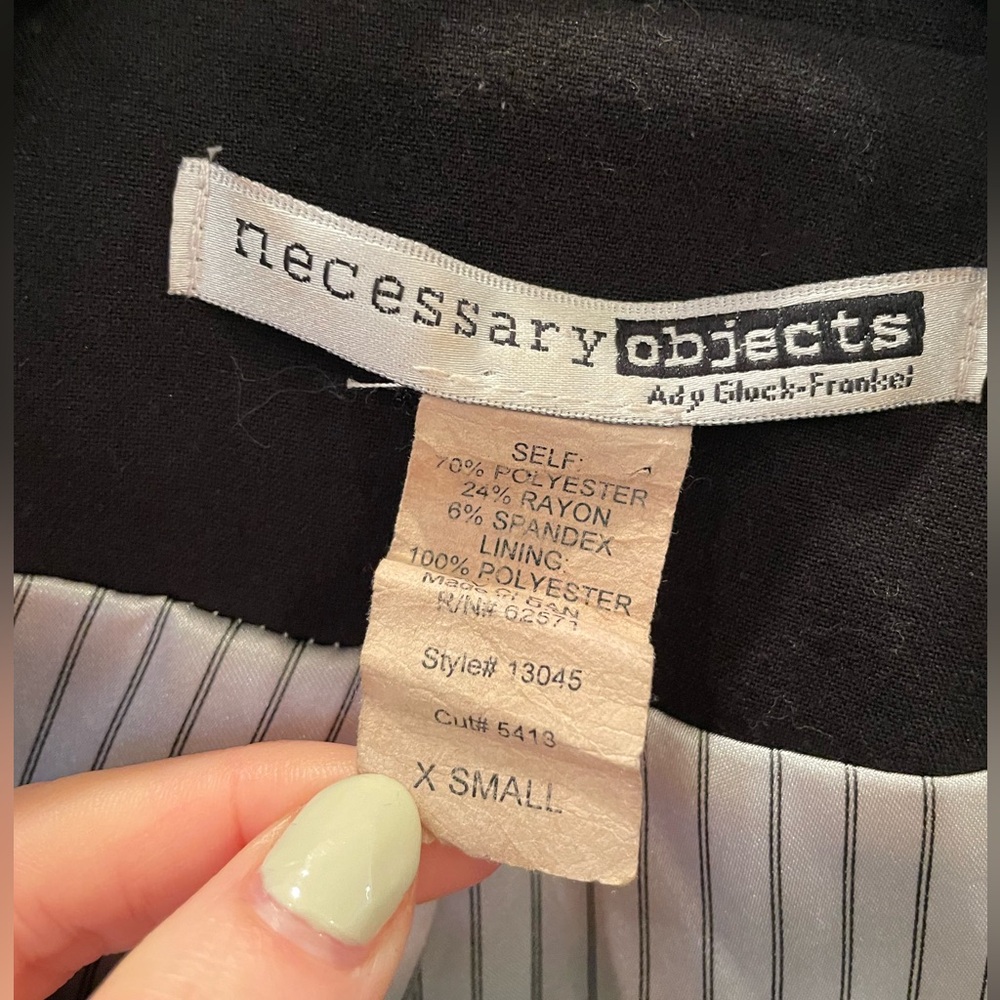 necessary objects
Ady Gluck-Frankel
SELF:
70% POLYESTER
24% RAYON
6% SPANDEX
LINING:
100% POLYESTER
R/N# 62571
Style# 13045
Cut# 5413
X SMALL